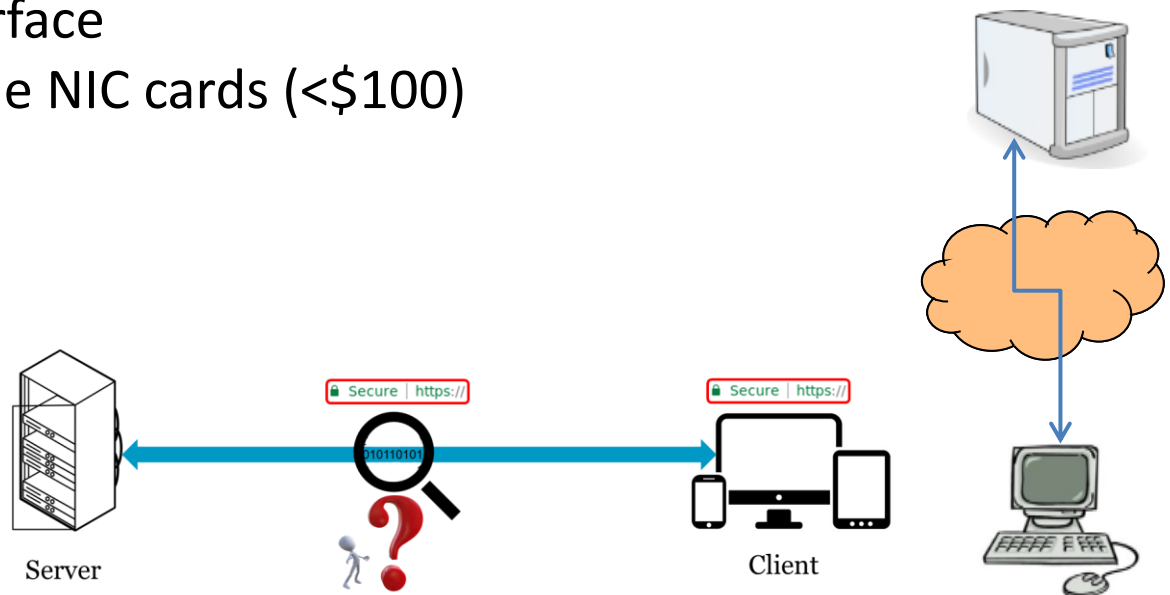 rface
e NIC cards (<$100)
Secure | https://
Secure | https://
010110101
Server
Client